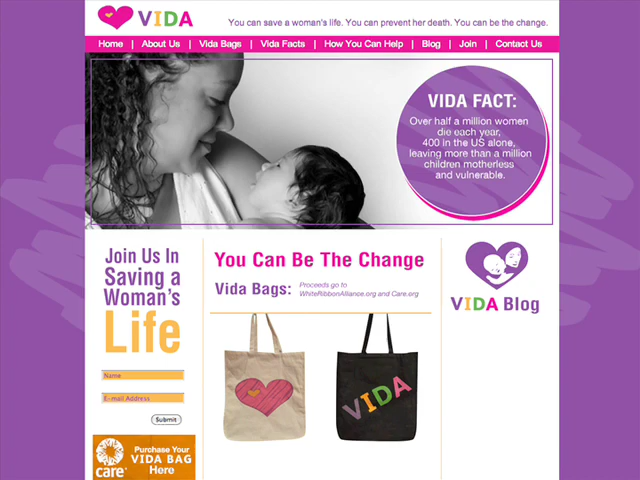 VIDA
You can save a woman's life. You can prevent her death. You can be the change.
Home | About Us | Vida Bags | Vida Facts | How You Can Help | Blog | Join | Contact Us
VIDA FACT:
Over half a million women
die each year,
400 in the US alone,
leaving more than a million
children motherless
and vulnerable.
Join Us In
Saving a
Woman's
Life
Name
E-mail Address
Submit
care
Purchase Your
VIDA BAG
Here
You Can Be The Change
Vida Bags:
Proceeds go to
WhiteRibbonAlliance.org and Care.org
VIDA
VIDA Blog